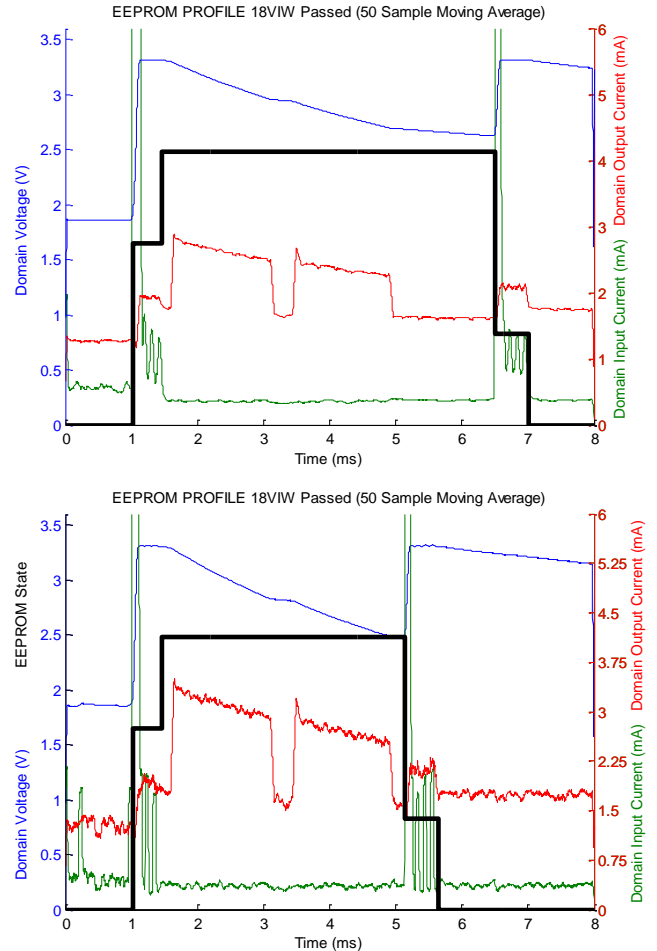 EEPROM PROFILE 18VIW Passed (50 Sample Moving Average)
3.5
3
2.5
2
1.5
1
0.5
0
Domain Voltage (V)
6
5
4
3
2
1
0
Domain Output Current (mA)
Domain Input Current (mA)
0 1 2 3 4 5 6 7 8
Time (ms)
EEPROM PROFILE 18VIW Passed (50 Sample Moving Average)
3.5
3
2.5
2
1.5
1
0.5
0
EEPROM State
Domain Voltage (V)
6
5.25
4.5
3.75
3
2.25
1.5
0.75
0
Domain Output Current (mA)
Domain Input Current (mA)
0 1 2 3 4 5 6 7 8
Time (ms)